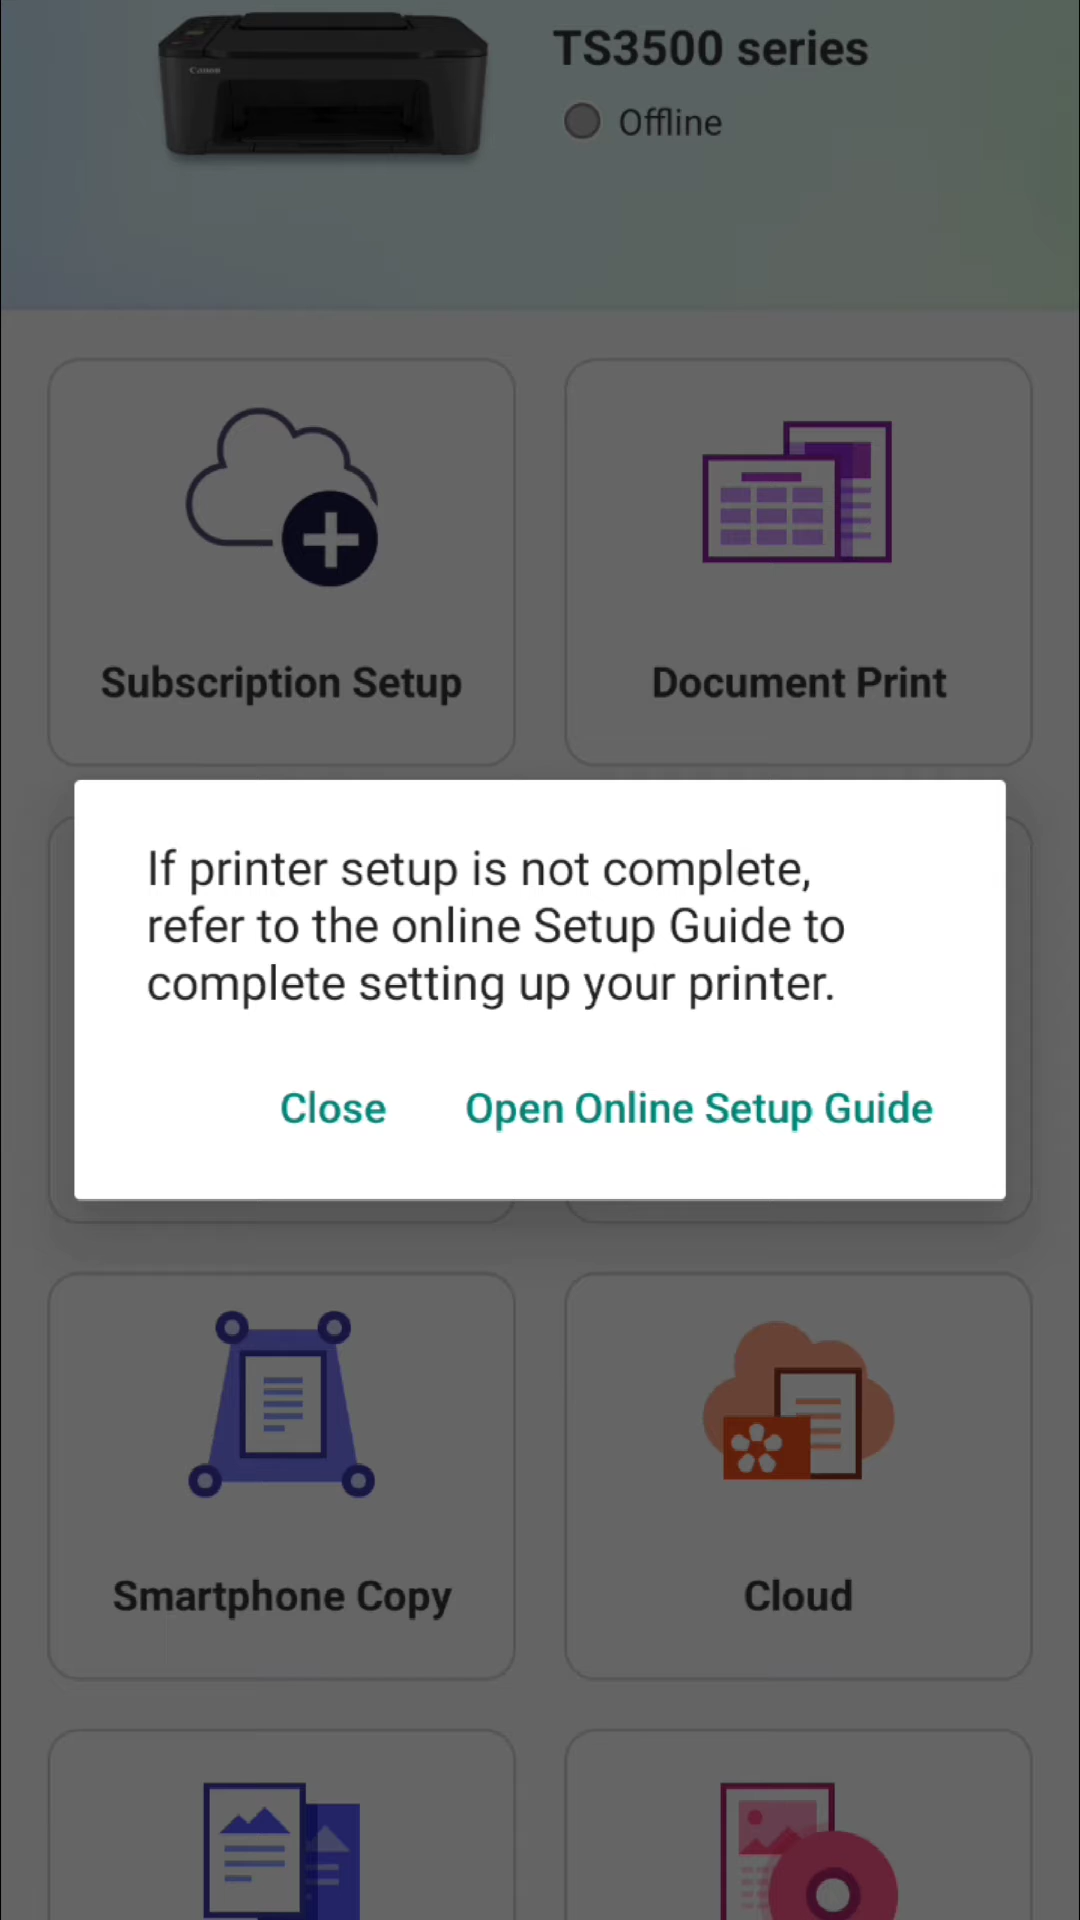 Canon
TS3500 series
Offline
Subscription Setup
Document Print
If printer setup is not complete,
refer to the online Setup Guide to
complete setting up your printer.
Close
Open Online Setup Guide
Smartphone Copy
Cloud